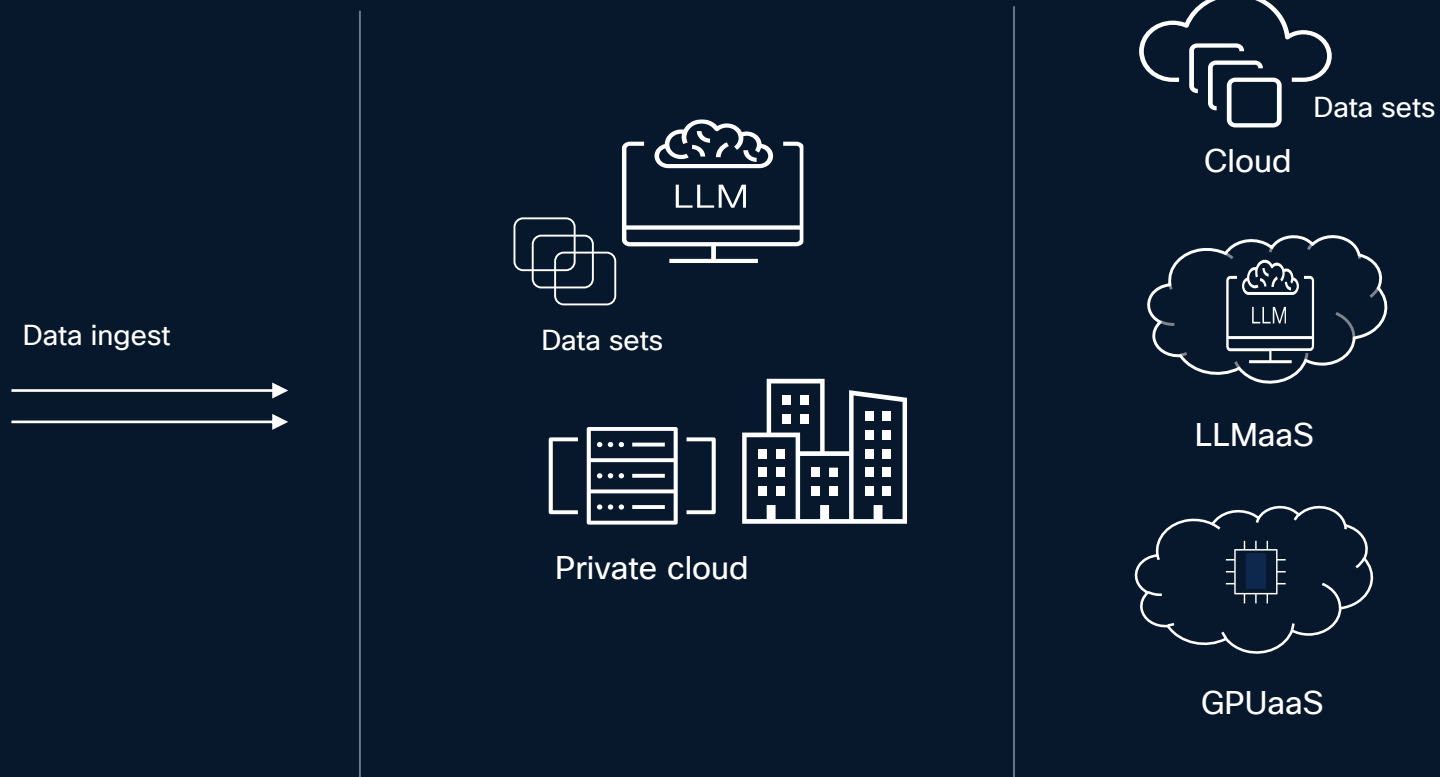 Data ingest
LLM
Data sets
Private cloud
Data sets
Cloud
LLM
LLMaaS
GPUaaS